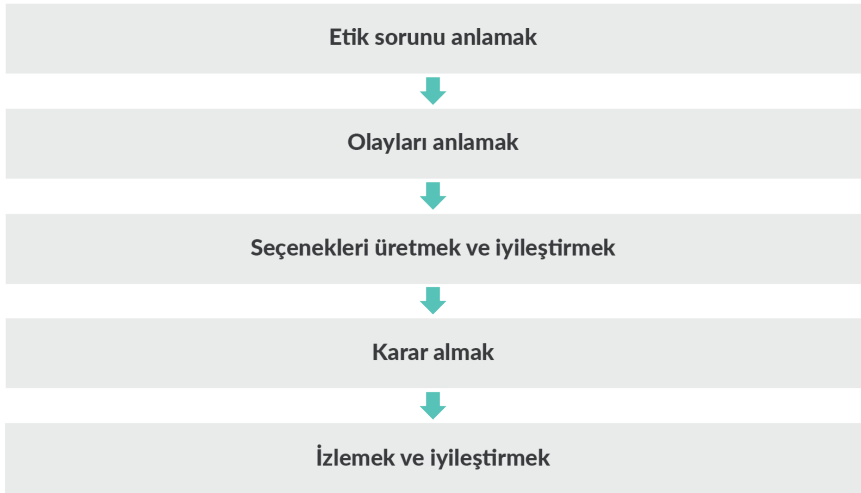 Etik sorunu anlamak
Olayları anlamak
Seçenekleri üretmek ve iyileştirmek
Karar almak
İzlemek ve iyileştirmek